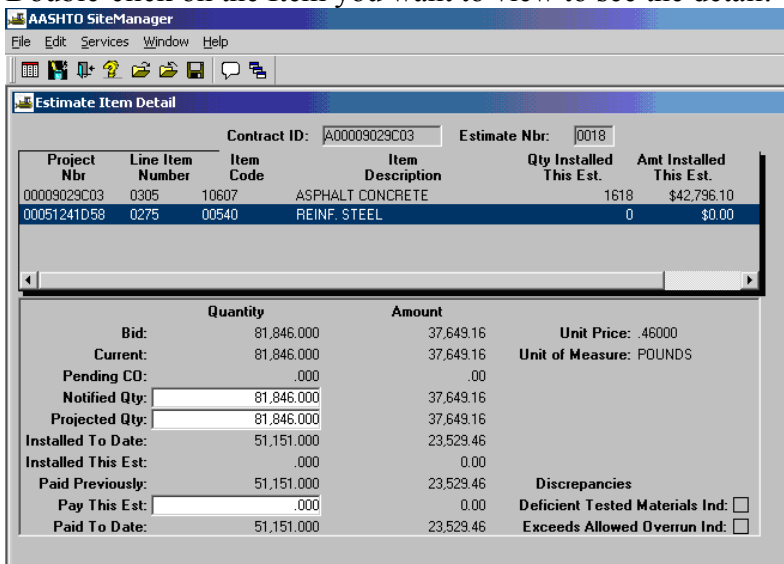 Double-click on the Item you want to view to see the detail.
AASHTO SiteManager
File Edit Services Window Help
Estimate Item Detail
Contract ID: A00009029C03 Estimate Nbr: 0018
Project Nbr Line Item Number Item Code Item Description Qty Installed This Est. Amt Installed This Est.
00009029C03 0305 10607 ASPHALT CONCRETE 1618 $42,796.10
00051241D58 0275 00540 REINF. STEEL 0 $0.00
Quantity Amount
Bid: 81,846.000 37,649.16 Unit Price: .46000
Current: 81,846.000 37,649.16 Unit of Measure: POUNDS
Pending CO: .000 .00
Notified Qty: 81,846.000 37,649.16
Projected Qty: 81,846.000 37,649.16
Installed To Date: 51,151.000 23,529.46
Installed This Est: .000 0.00
Paid Previously: 51,151.000 23,529.46 Discrepancies
Pay This Est: .000 0.00 Deficient Tested Materials Ind:
Paid To Date: 51,151.000 23,529.46 Exceeds Allowed Overrun Ind: